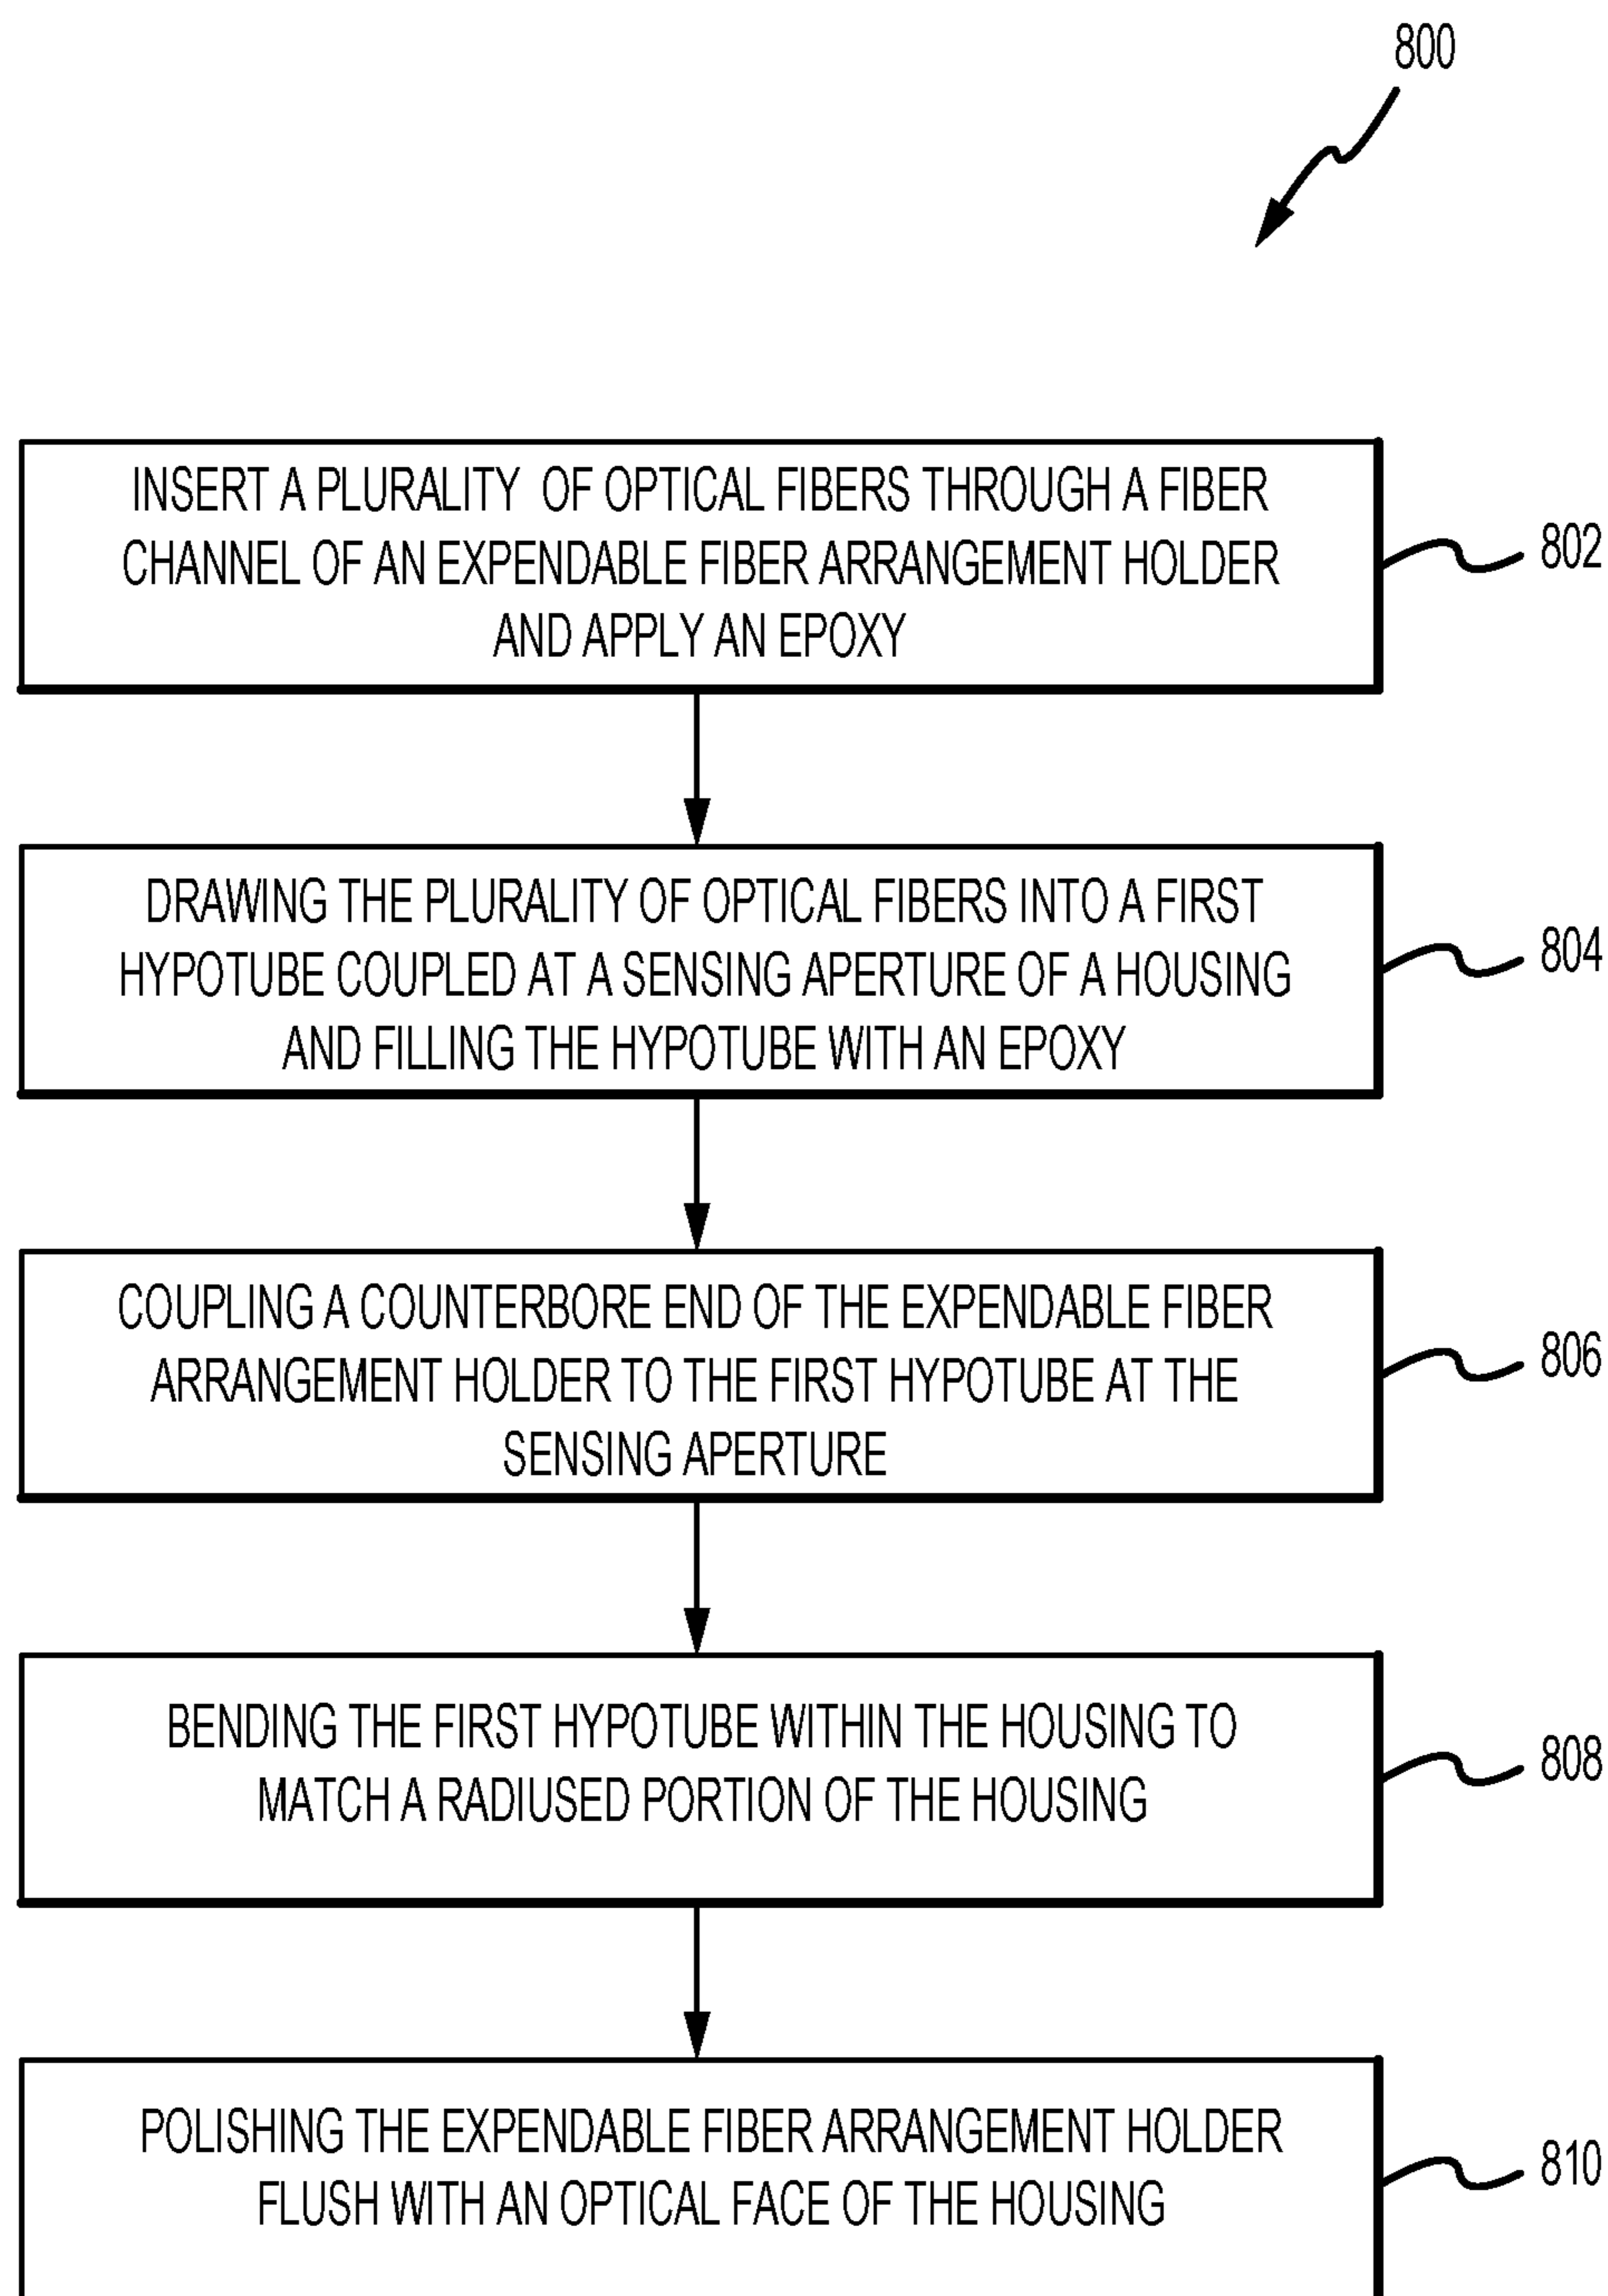 800
INSERT A PLURALITY OF OPTICAL FIBERS THROUGH A FIBER
CHANNEL OF AN EXPENDABLE FIBER ARRANGEMENT HOLDER
AND APPLY AN EPOXY
802
DRAWING THE PLURALITY OF OPTICAL FIBERS INTO A FIRST
HYPOTUBE COUPLED AT A SENSING APERTURE OF A HOUSING
AND FILLING THE HYPOTUBE WITH AN EPOXY
804
COUPLING A COUNTERBORE END OF THE EXPENDABLE FIBER
ARRANGEMENT HOLDER TO THE FIRST HYPOTUBE AT THE
SENSING APERTURE
806
BENDING THE FIRST HYPOTUBE WITHIN THE HOUSING TO
MATCH A RADIUSED PORTION OF THE HOUSING
808
POLISHING THE EXPENDABLE FIBER ARRANGEMENT HOLDER
FLUSH WITH AN OPTICAL FACE OF THE HOUSING
810